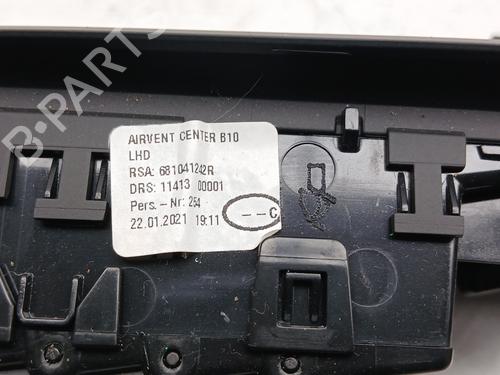 AIRVENT CENTER B10
LHD
RSA: 681041242R
DRS: 11413 00001
Pers.-Nr: 254
22.01.2021 19:11
--C
B-PARTS